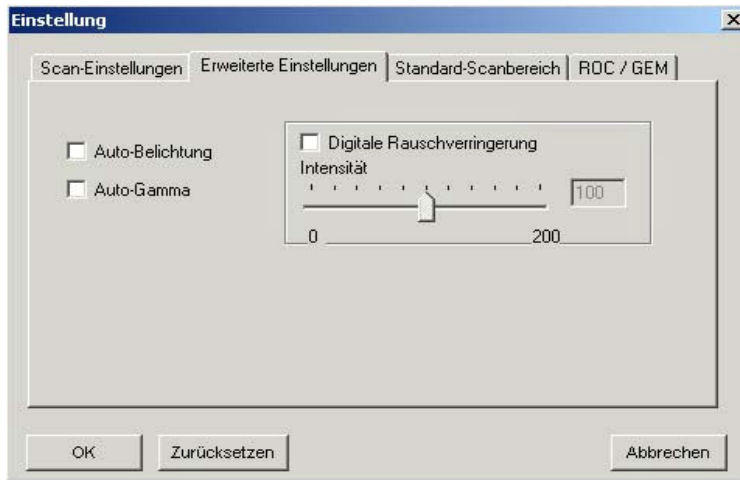 Einstellung
Scan-Einstellungen Erweiterte Einstellungen Standard-Scanbereich ROC / GEM
Auto-Belichtung
Auto-Gamma
Digitale Rauschverringerung
Intensität
100
0 200
OK Zurücksetzen Abbrechen